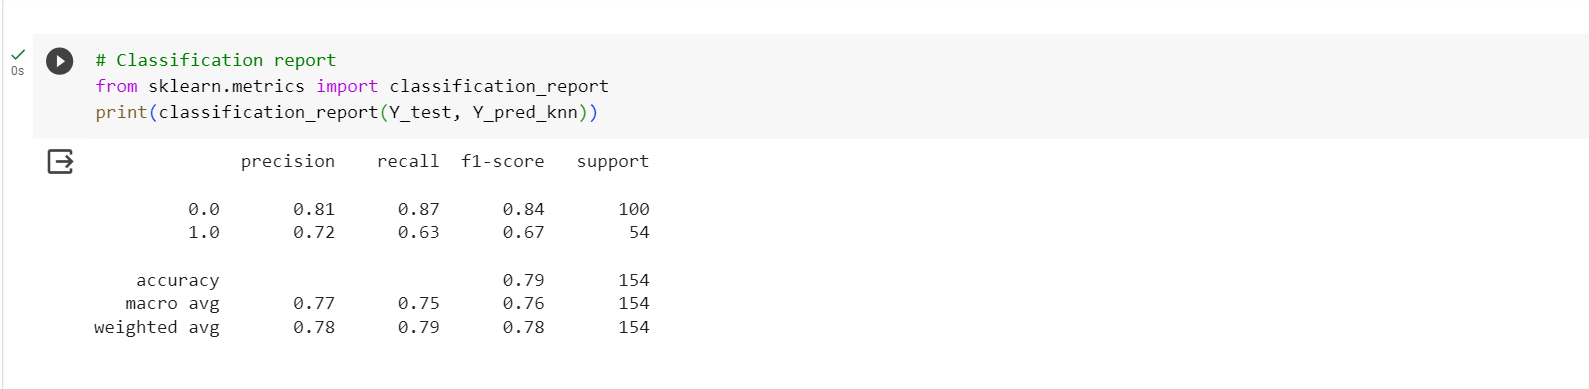 # Classification report
0s
from sklearn.metrics import classification_report
print(classification_report(Y_test, Y_pred_knn))
precision recall f1-score support
0.0 0.81 0.87 0.84 100
1.0 0.72 0.63 0.67 54
accuracy 0.79 154
macro avg 0.77 0.75 0.76 154
weighted avg 0.78 0.79 0.78 154